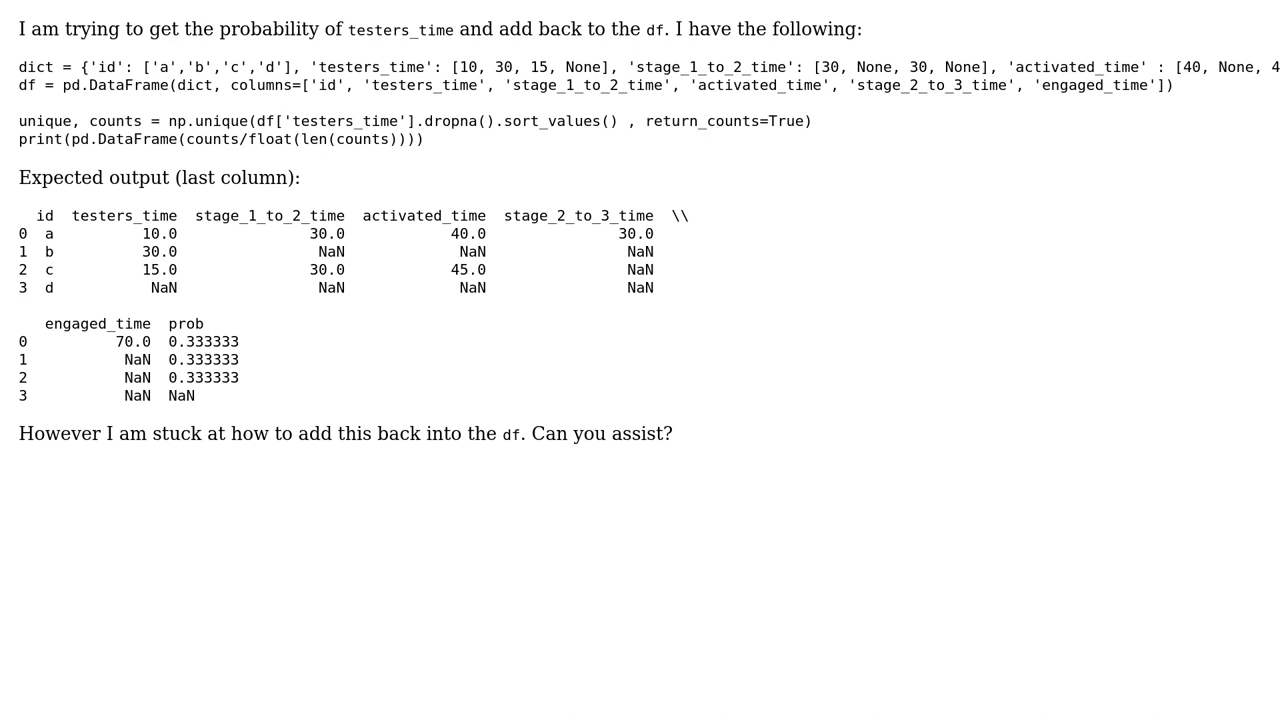 I am trying to get the probability of testers_time and add back to the df. I have the following:
dict = {'id': ['a','b','c','d'], 'testers_time': [10, 30, 15, None], 'stage_1_to_2_time': [30, None, 30, None], 'activated_time' : [40, None, 4
df = pd.DataFrame(dict, columns=['id', 'testers_time', 'stage_1_to_2_time', 'activated_time', 'stage_2_to_3_time', 'engaged_time'])
unique, counts = np.unique(df['testers_time'].dropna().sort_values() , return_counts=True)
print(pd.DataFrame(counts/float(len(counts))))
Expected output (last column):
  id  testers_time  stage_1_to_2_time  activated_time  stage_2_to_3_time  \\
0  a          10.0               30.0            40.0               30.0
1  b          30.0                NaN             NaN                NaN
2  c          15.0               30.0            45.0                NaN
3  d           NaN                NaN             NaN                NaN
   engaged_time  prob
0          70.0  0.333333
1           NaN  0.333333
2           NaN  0.333333
3           NaN  NaN
However I am stuck at how to add this back into the df. Can you assist?